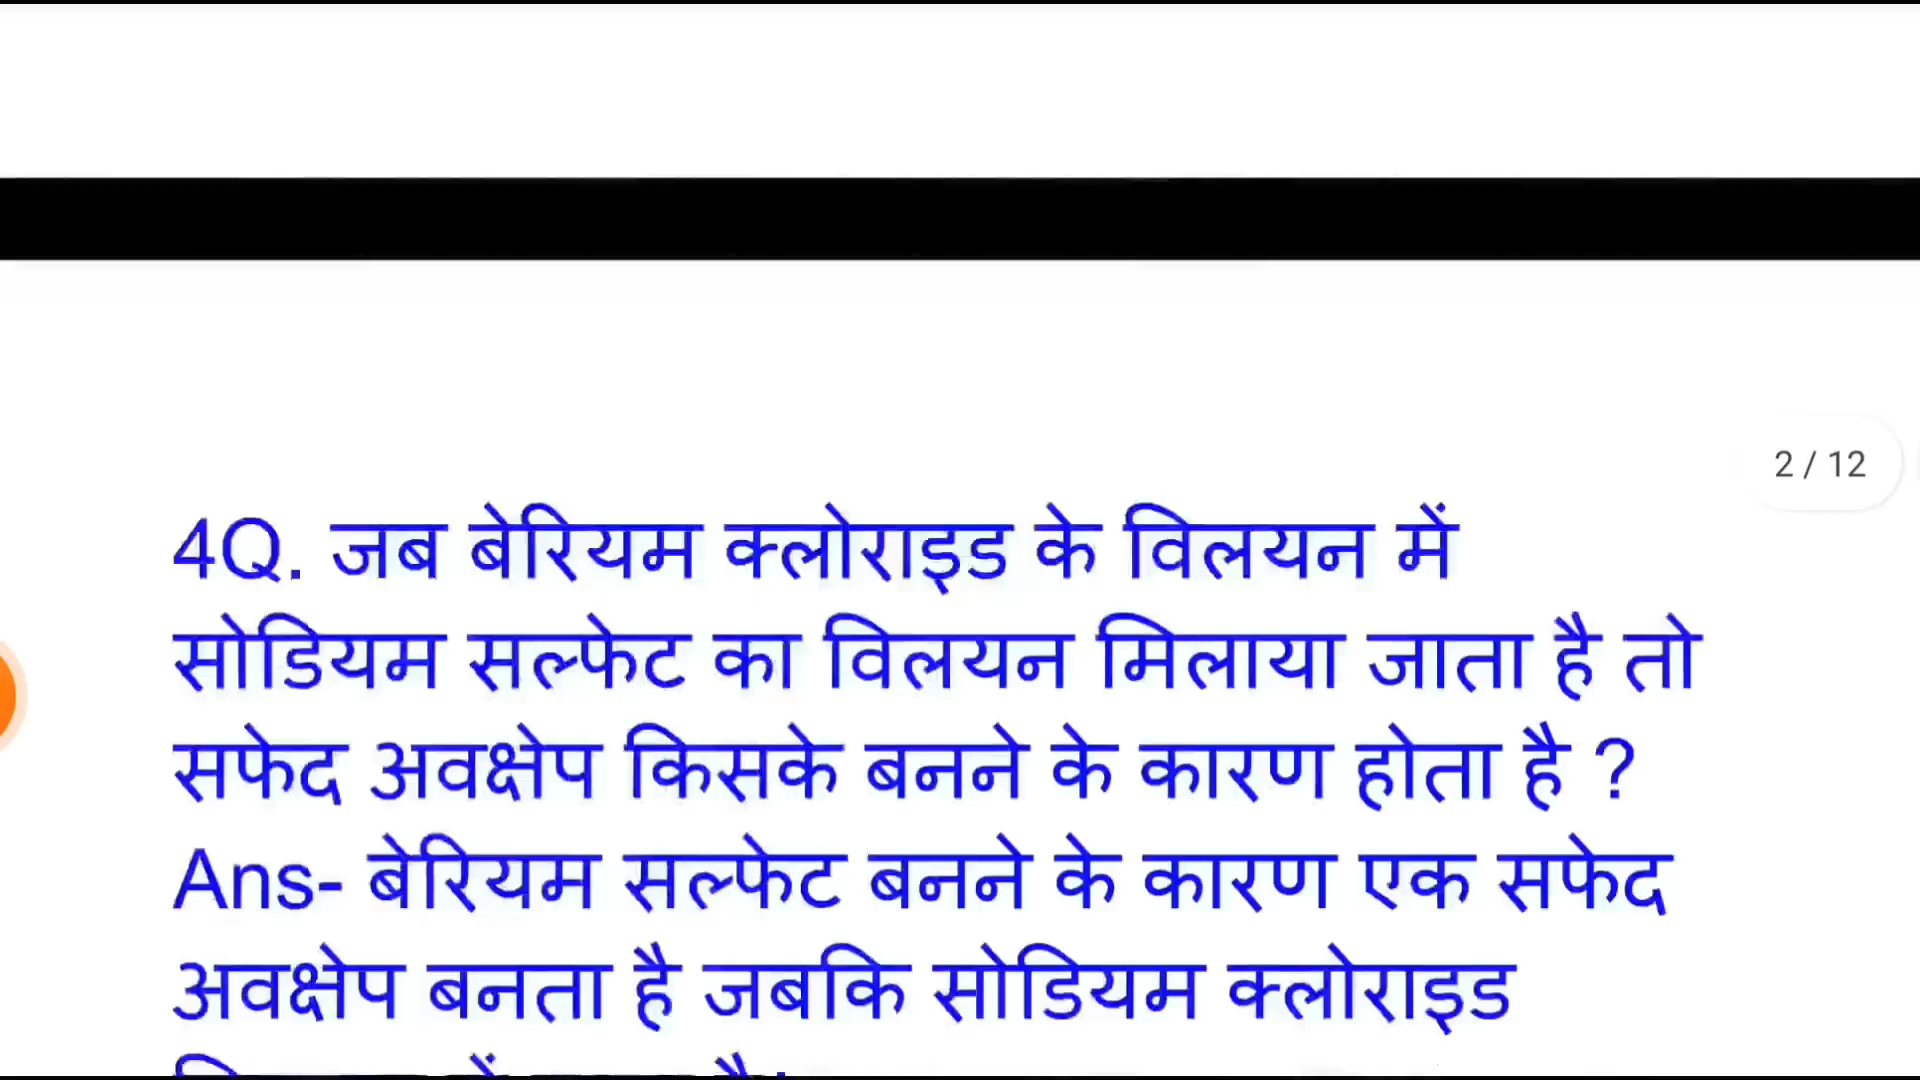 2 / 12
4Q. जब बेरियम क्लोराइड के विलयन में
सोडियम सल्फेट का विलयन मिलाया जाता है तो
सफेद अवक्षेप किसके बनने के कारण होता है ?
Ans- बेरियम सल्फेट बनने के कारण एक सफेद
अवक्षेप बनता है जबकि सोडियम क्लोराइड